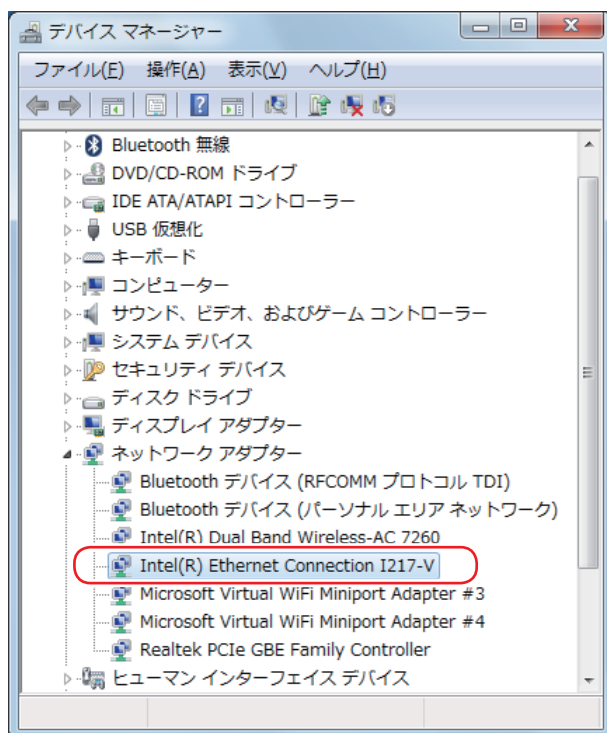 デバイス マネージャー
ファイル(F) 操作(A) 表示(V) ヘルプ(H)
Bluetooth 無線
DVD/CD-ROM ドライブ
IDE ATA/ATAPI コントローラー
USB 仮想化
キーボード
コンピューター
サウンド、ビデオ、およびゲーム コントローラー
システム デバイス
セキュリティ デバイス
ディスク ドライブ
ディスプレイ アダプター
ネットワーク アダプター
Bluetooth デバイス (RFCOMM プロトコル TDI)
Bluetooth デバイス (パーソナル エリア ネットワーク)
Intel(R) Dual Band Wireless-AC 7260
Intel(R) Ethernet Connection I217-V
Microsoft Virtual WiFi Miniport Adapter #3
Microsoft Virtual WiFi Miniport Adapter #4
Realtek PCIe GBE Family Controller
ヒューマン インターフェイス デバイス